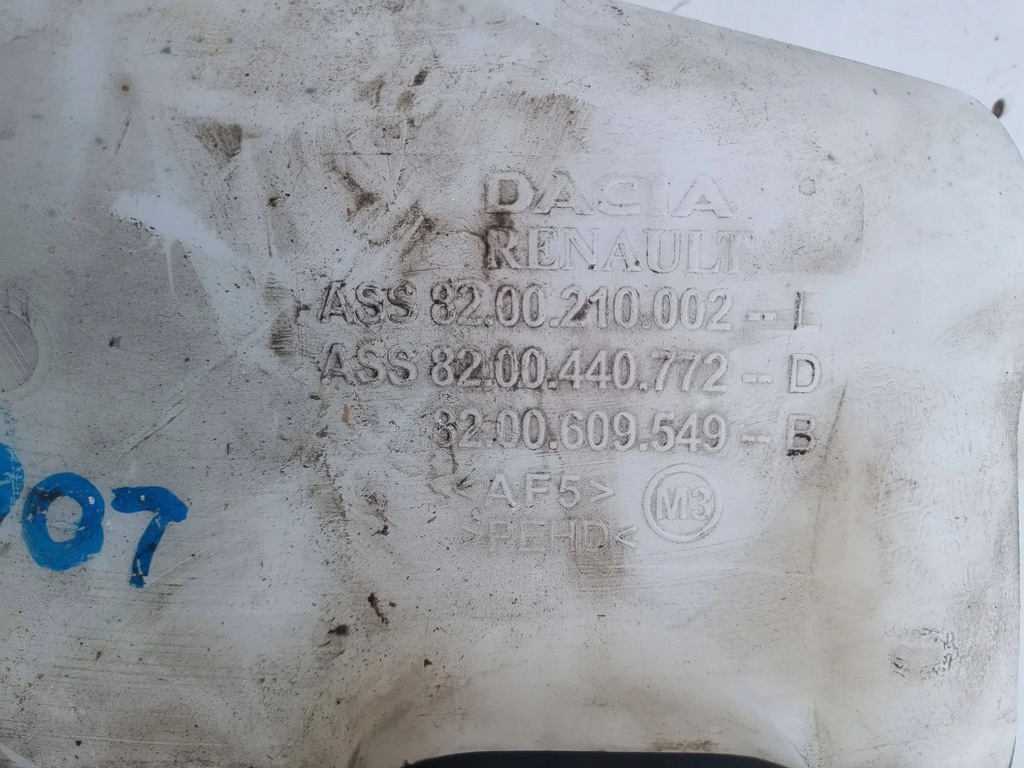 DACIA
RENAULT
ASS 82.00.210.002 -- L
ASS 82.00.440.772 -- D
82.00.609.549 -- B
<AF5> M3
>PEHD<
07